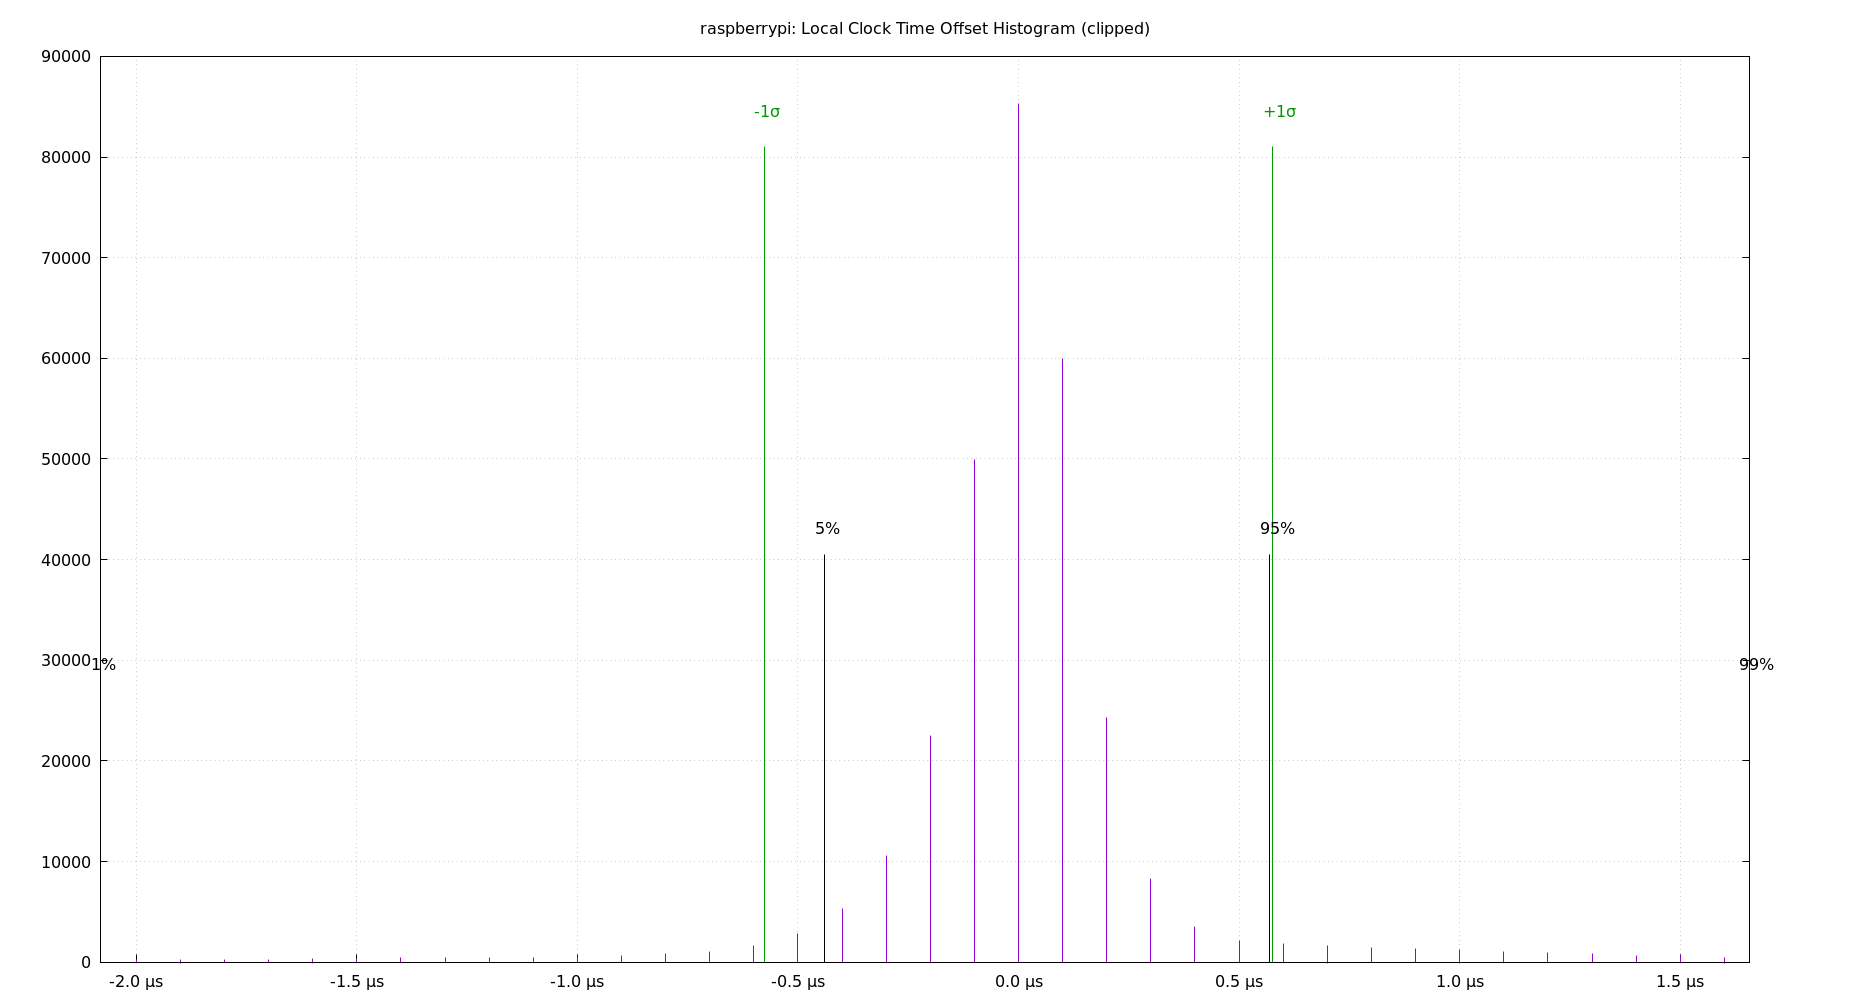 raspberrypi: Local Clock Time Offset Histogram (clipped)
90000
-1σ
+1σ
80000
70000
60000
50000
5%
95%
40000
30000
1%
99%
20000
10000
0
-2.0 µs
-1.5 µs
-1.0 µs
-0.5 µs
0.0 µs
0.5 µs
1.0 µs
1.5 µs